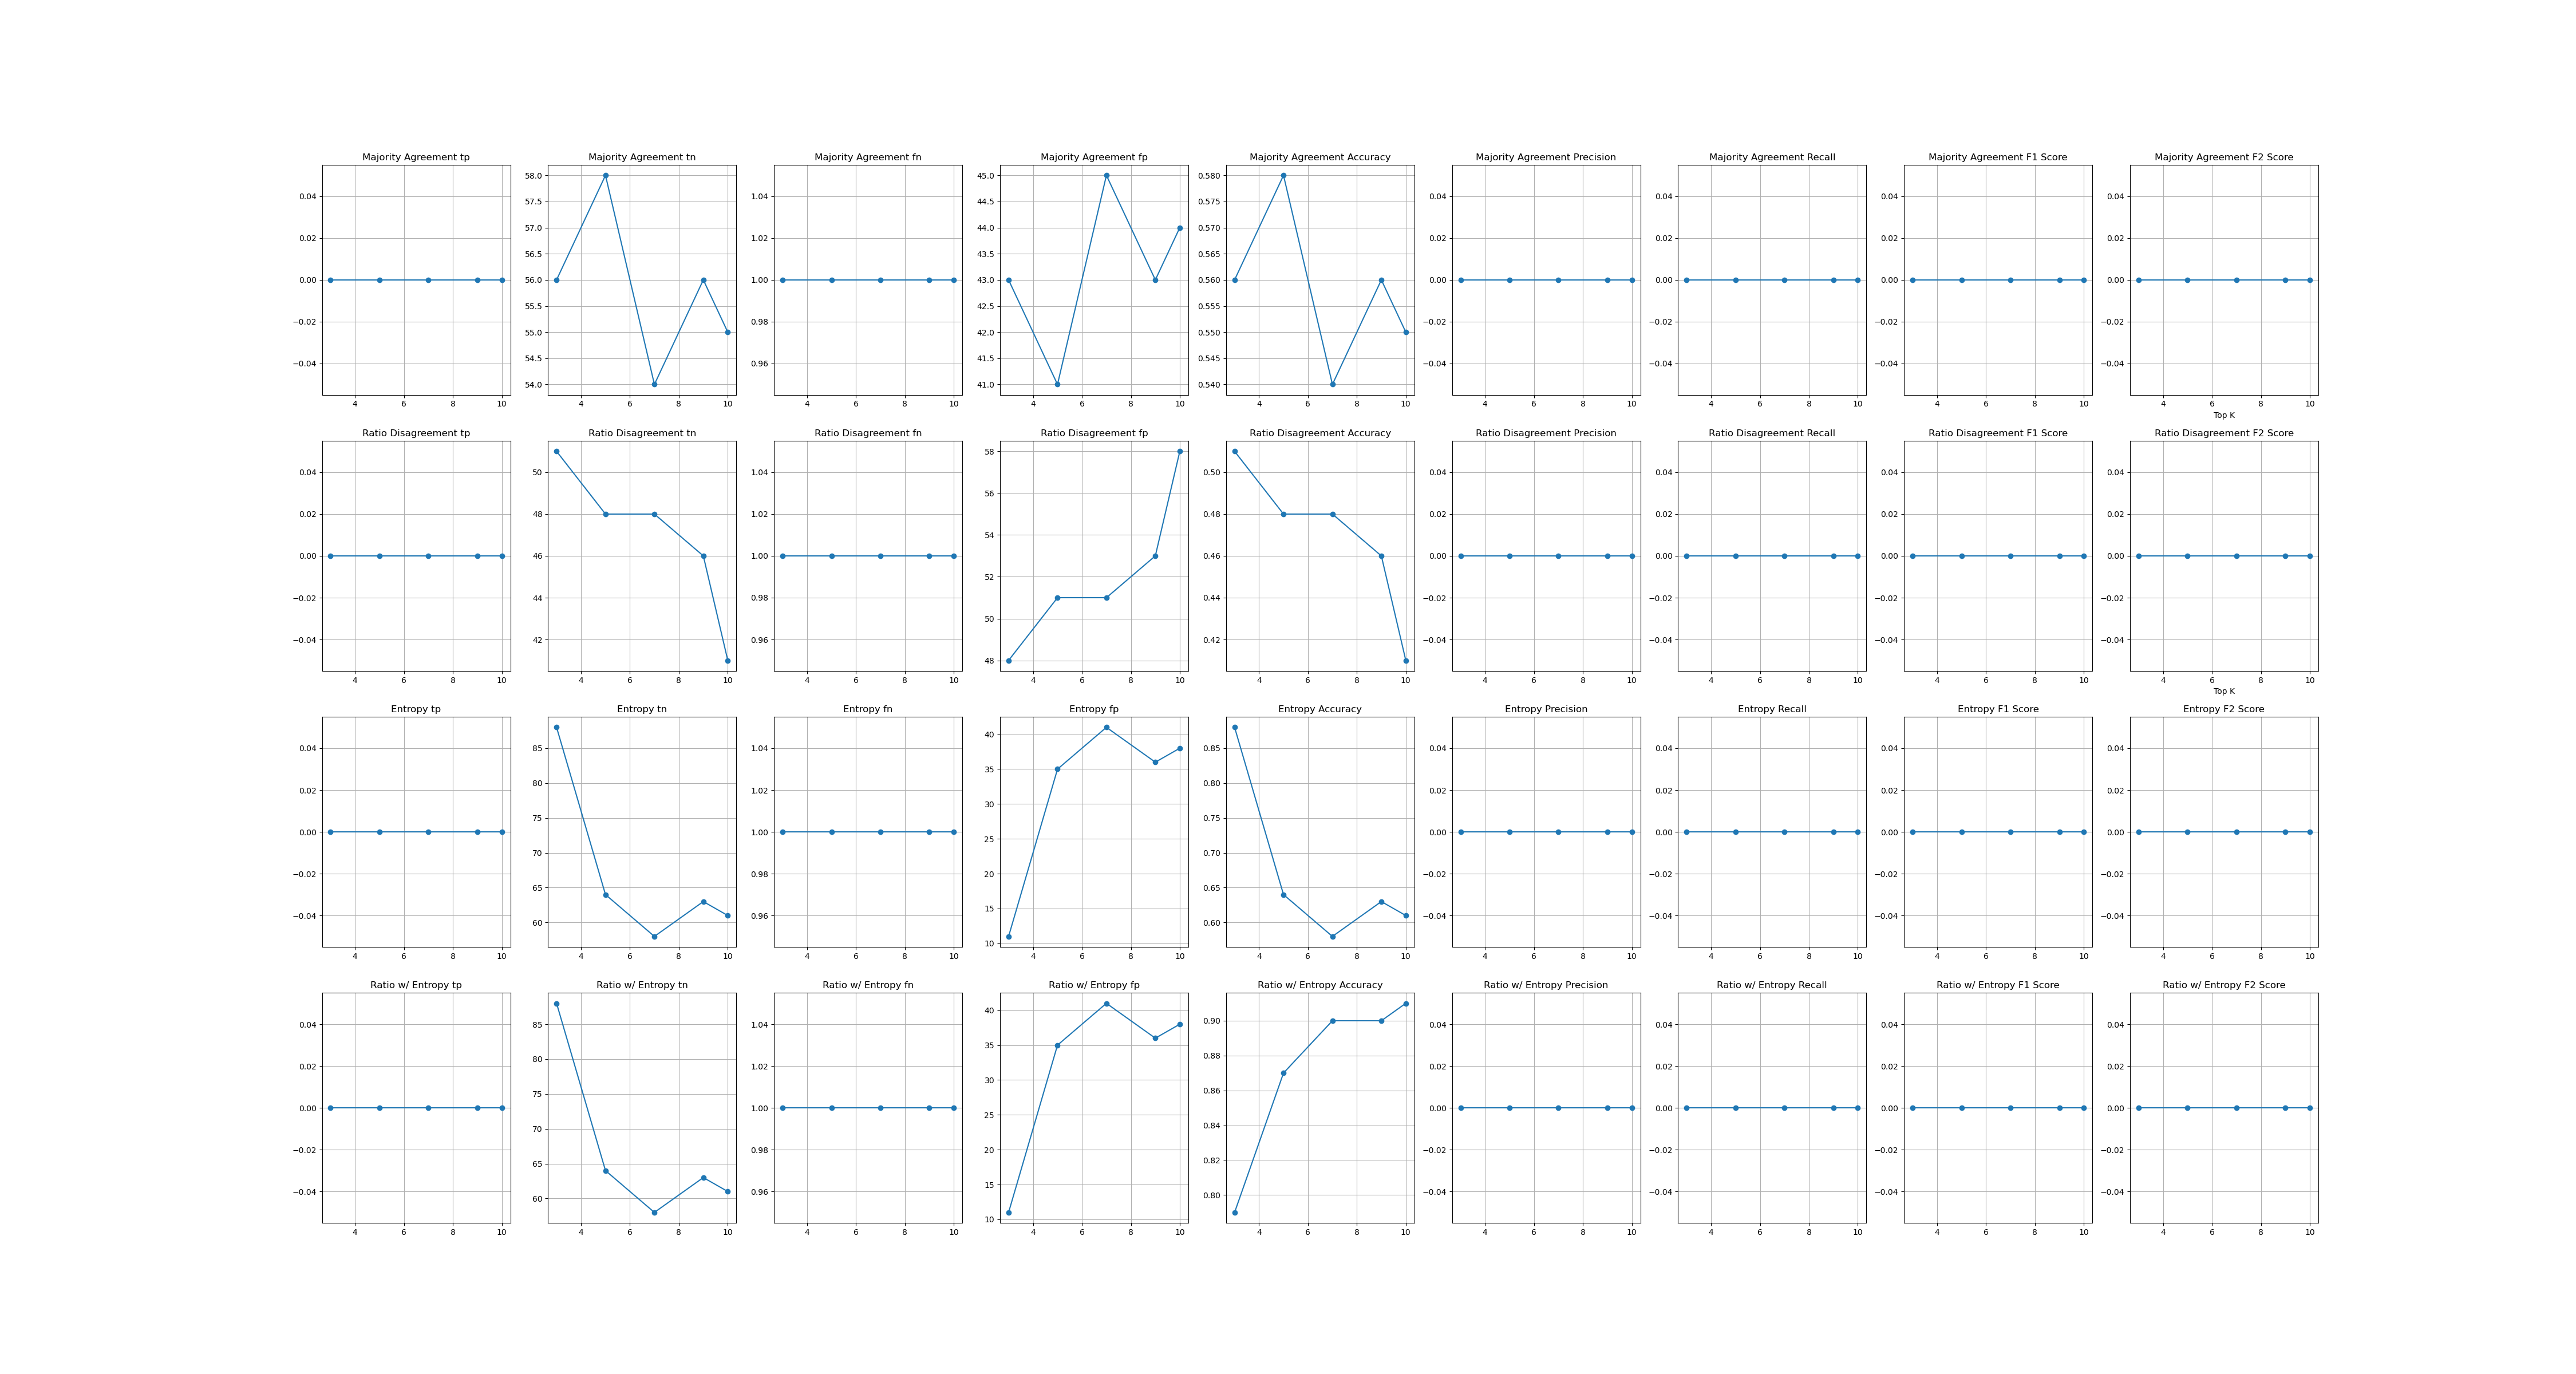 Majority Agreement tp
0.04
0.02
0.00
−0.02
−0.04
4 6 8 10
Majority Agreement tn
58.0
57.5
57.0
56.5
56.0
55.5
55.0
54.5
54.0
4 6 8 10
Majority Agreement fn
1.04
1.02
1.00
0.98
0.96
4 6 8 10
Majority Agreement fp
45.0
44.5
44.0
43.5
43.0
42.5
42.0
41.5
41.0
4 6 8 10
Majority Agreement Accuracy
0.580
0.575
0.570
0.565
0.560
0.555
0.550
0.545
0.540
4 6 8 10
Majority Agreement Precision
0.04
0.02
0.00
−0.02
−0.04
4 6 8 10
Majority Agreement Recall
0.04
0.02
0.00
−0.02
−0.04
4 6 8 10
Majority Agreement F1 Score
0.04
0.02
0.00
−0.02
−0.04
4 6 8 10
Majority Agreement F2 Score
0.04
0.02
0.00
−0.02
−0.04
4 6 8 10
Top K
Ratio Disagreement tp
0.04
0.02
0.00
−0.02
−0.04
4 6 8 10
Ratio Disagreement tn
50
48
46
44
42
4 6 8 10
Ratio Disagreement fn
1.04
1.02
1.00
0.98
0.96
4 6 8 10
Ratio Disagreement fp
58
56
54
52
50
48
4 6 8 10
Ratio Disagreement Accuracy
0.50
0.48
0.46
0.44
0.42
4 6 8 10
Ratio Disagreement Precision
0.04
0.02
0.00
−0.02
−0.04
4 6 8 10
Ratio Disagreement Recall
0.04
0.02
0.00
−0.02
−0.04
4 6 8 10
Ratio Disagreement F1 Score
0.04
0.02
0.00
−0.02
−0.04
4 6 8 10
Ratio Disagreement F2 Score
0.04
0.02
0.00
−0.02
−0.04
4 6 8 10
Top K
Entropy tp
0.04
0.02
0.00
−0.02
−0.04
4 6 8 10
Entropy tn
85
80
75
70
65
60
4 6 8 10
Entropy fn
1.04
1.02
1.00
0.98
0.96
4 6 8 10
Entropy fp
40
35
30
25
20
15
10
4 6 8 10
Entropy Accuracy
0.85
0.80
0.75
0.70
0.65
0.60
4 6 8 10
Entropy Precision
0.04
0.02
0.00
−0.02
−0.04
4 6 8 10
Entropy Recall
0.04
0.02
0.00
−0.02
−0.04
4 6 8 10
Entropy F1 Score
0.04
0.02
0.00
−0.02
−0.04
4 6 8 10
Entropy F2 Score
0.04
0.02
0.00
−0.02
−0.04
4 6 8 10
Ratio w/ Entropy tp
0.04
0.02
0.00
−0.02
−0.04
4 6 8 10
Ratio w/ Entropy tn
85
80
75
70
65
60
4 6 8 10
Ratio w/ Entropy fn
1.04
1.02
1.00
0.98
0.96
4 6 8 10
Ratio w/ Entropy fp
40
35
30
25
20
15
10
4 6 8 10
Ratio w/ Entropy Accuracy
0.90
0.88
0.86
0.84
0.82
0.80
4 6 8 10
Ratio w/ Entropy Precision
0.04
0.02
0.00
−0.02
−0.04
4 6 8 10
Ratio w/ Entropy Recall
0.04
0.02
0.00
−0.02
−0.04
4 6 8 10
Ratio w/ Entropy F1 Score
0.04
0.02
0.00
−0.02
−0.04
4 6 8 10
Ratio w/ Entropy F2 Score
0.04
0.02
0.00
−0.02
−0.04
4 6 8 10